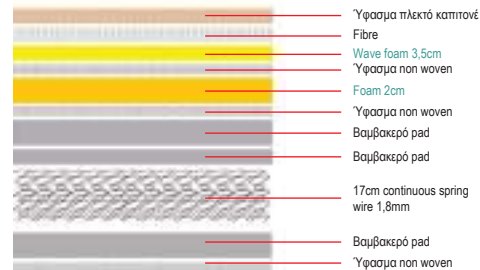 Ύφασμα πλεκτό καπιτονέ
Fibre
Wave foam 3,5cm
Ύφασμα non woven
Foam 2cm
Ύφασμα non woven
Βαμβακερό pad
Βαμβακερό pad
17cm continuous spring
wire 1,8mm
Βαμβακερό pad
Ύφασμα non woven